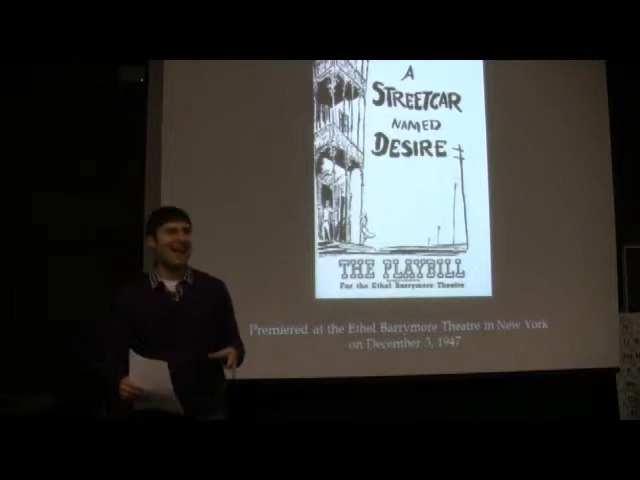 A
STREETCAR
NAMED
DESIRE
THE PLAYBILL
For the Ethel Barrymore Theatre
Premiered at the Ethel Barrymore Theatre in New York
on December 3, 1947